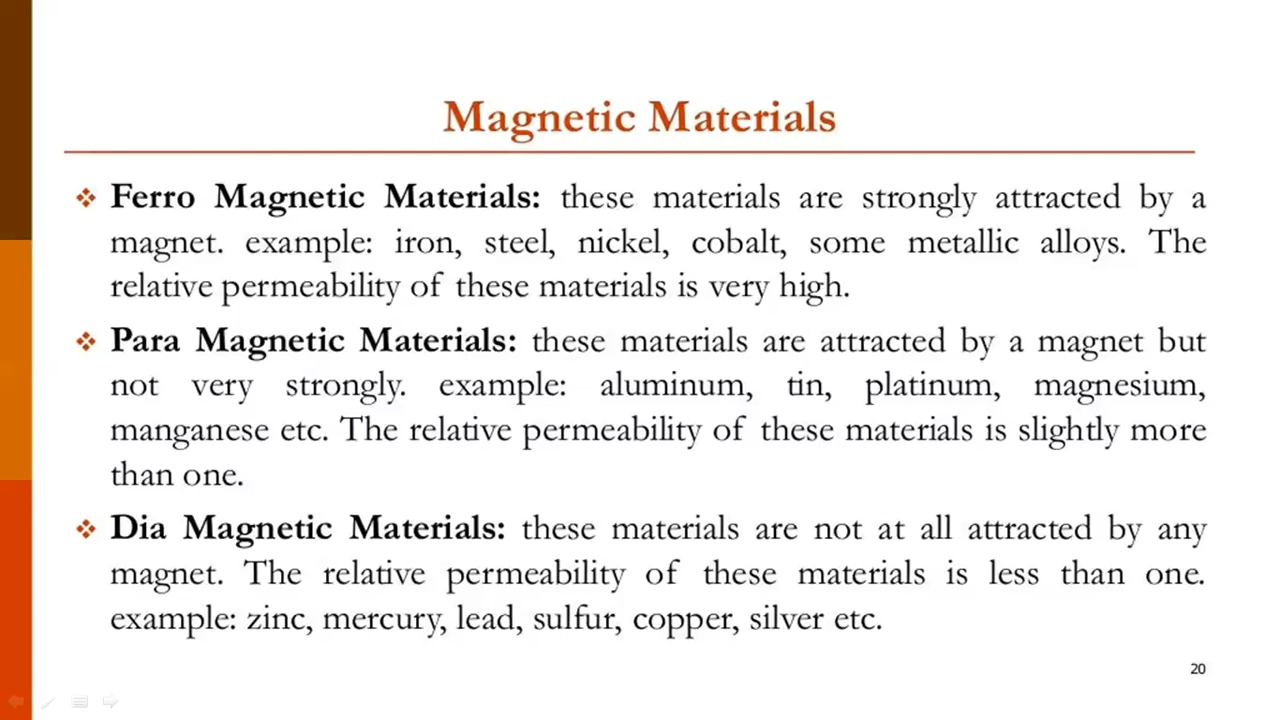 Magnetic Materials
Ferro Magnetic Materials: these materials are strongly attracted by a
magnet. example: iron, steel, nickel, cobalt, some metallic alloys. The
relative permeability of these materials is very high.
Para Magnetic Materials: these materials are attracted by a magnet but
not very strongly. example: aluminum, tin, platinum, magnesium,
manganese etc. The relative permeability of these materials is slightly more
than one.
Dia Magnetic Materials: these materials are not at all attracted by any
magnet. The relative permeability of these materials is less than one.
example: zinc, mercury, lead, sulfur, copper, silver etc.
20